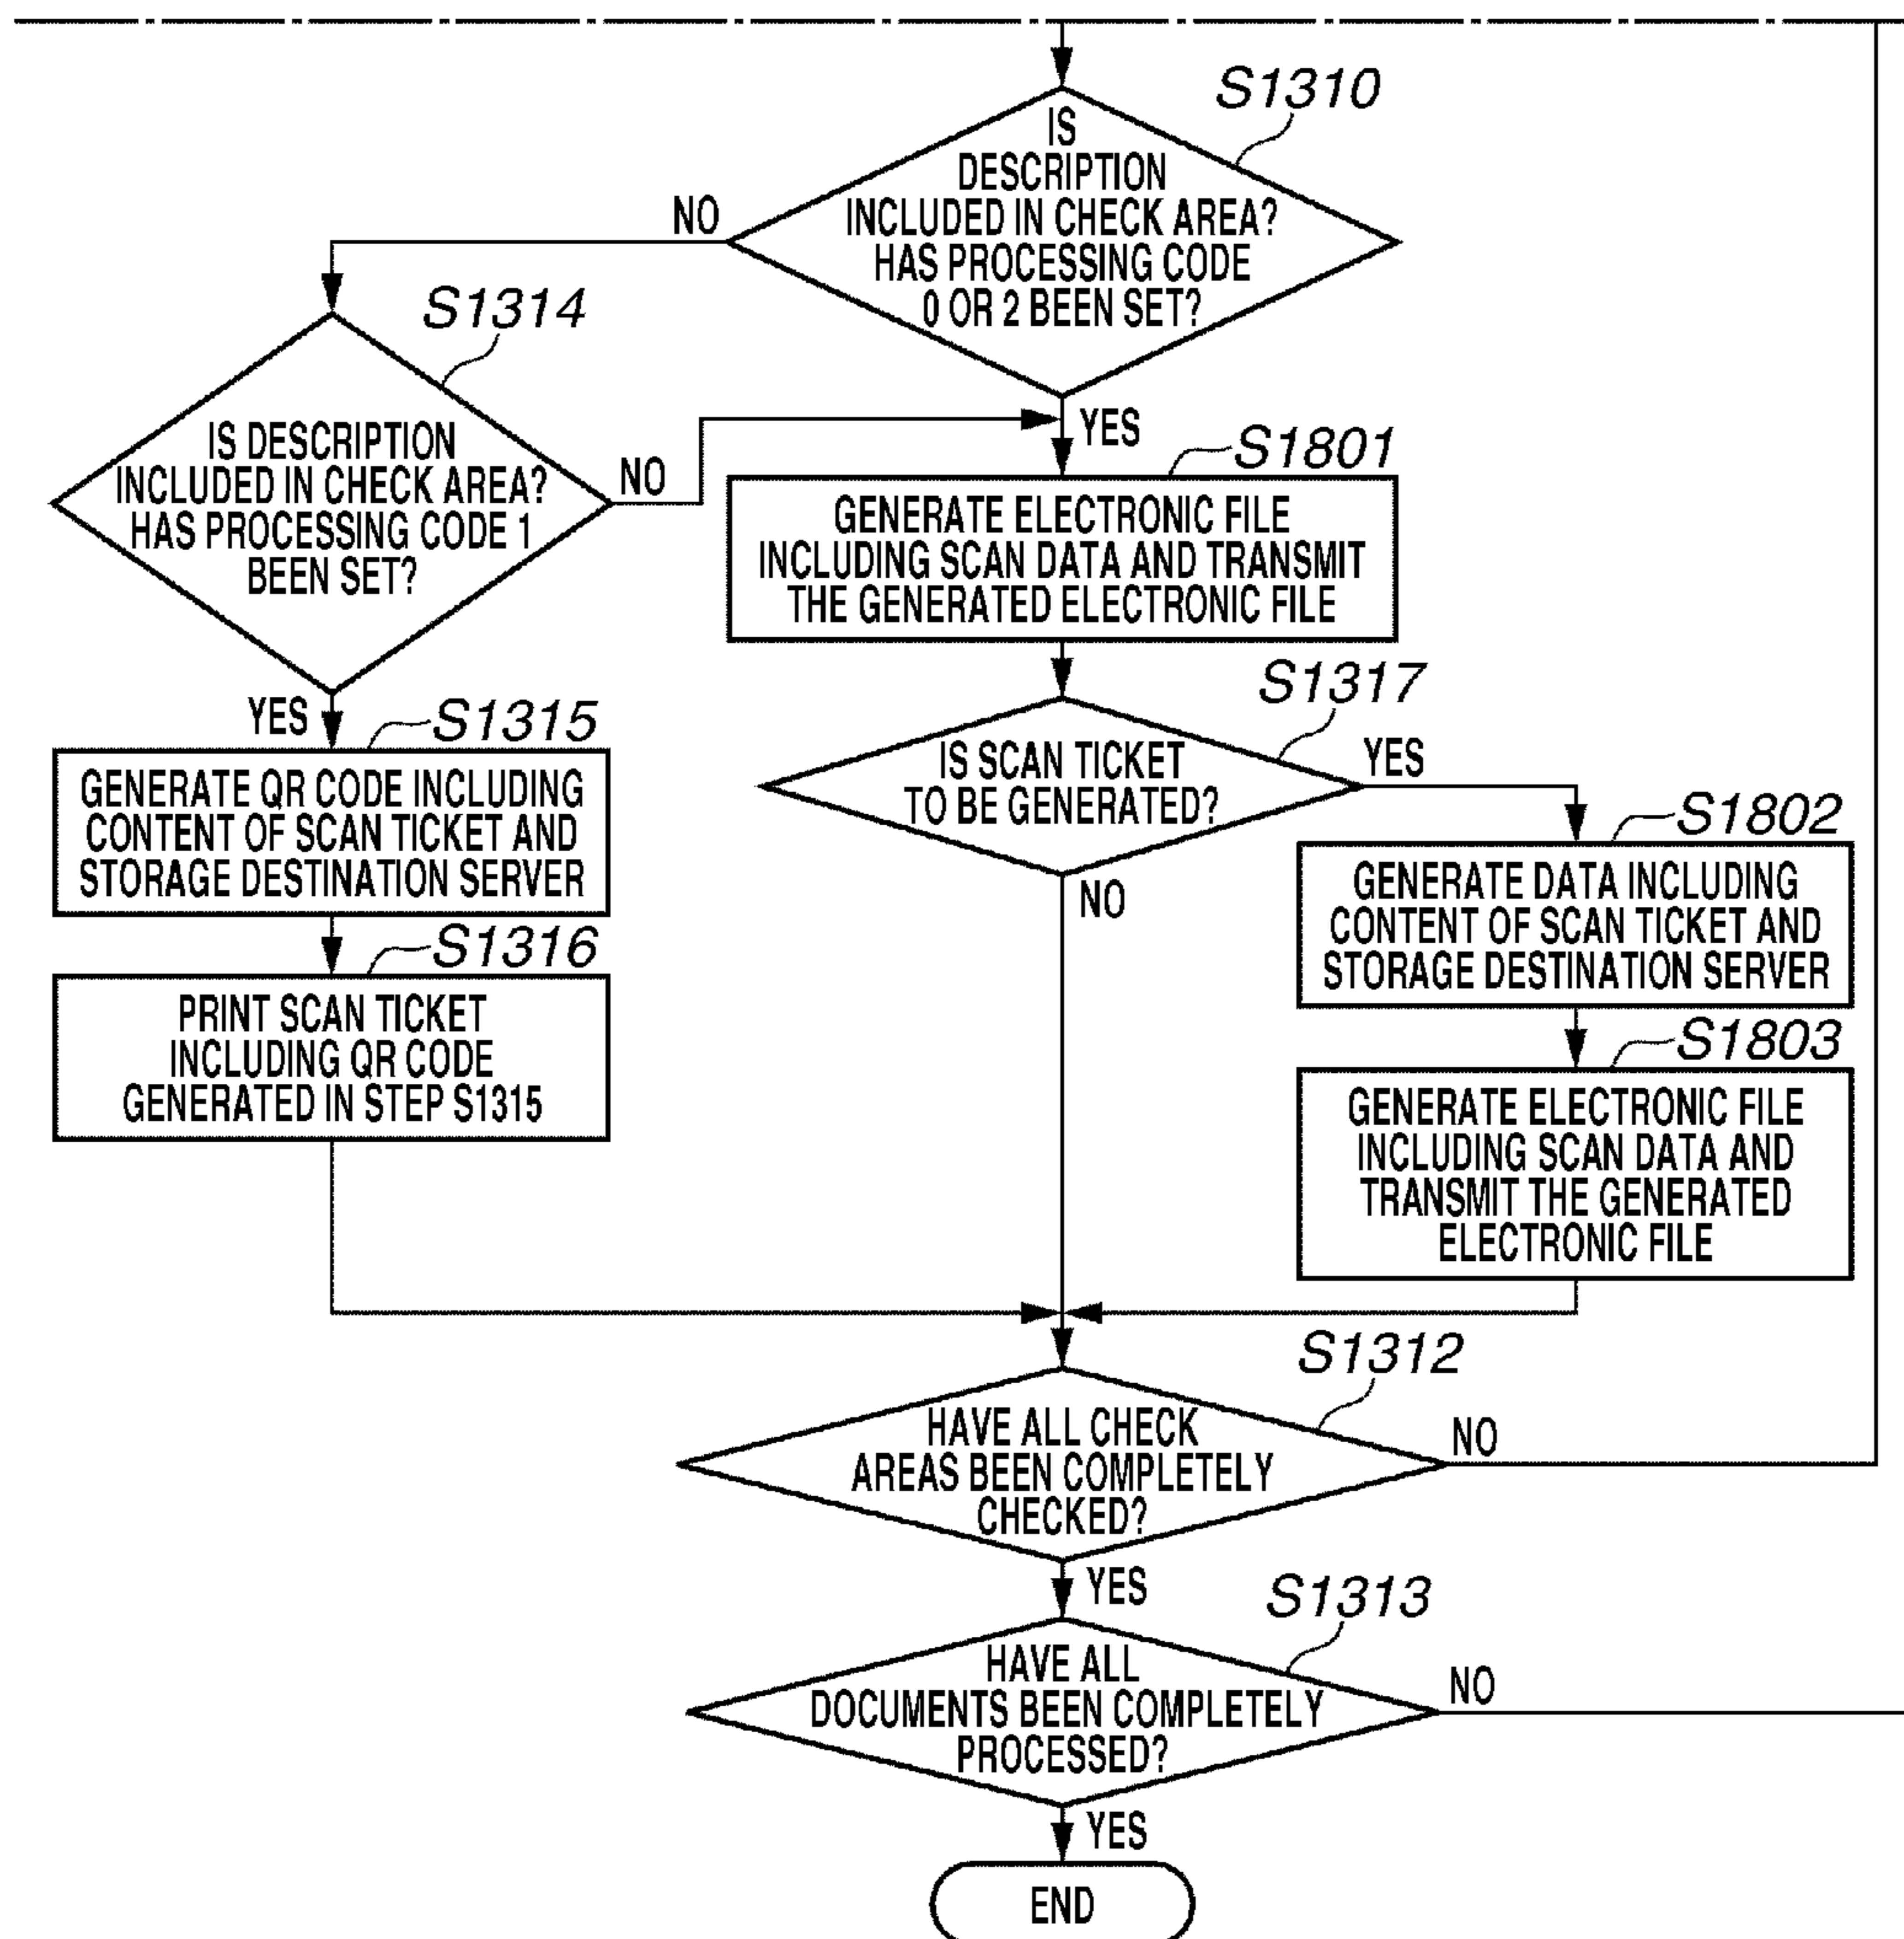 S1310
IS
DESCRIPTION
INCLUDED IN CHECK AREA?
HAS PROCESSING CODE
0 OR 2 BEEN SET?
NO
YES
S1314
IS DESCRIPTION
INCLUDED IN CHECK AREA?
HAS PROCESSING CODE 1
BEEN SET?
NO
YES
S1315
GENERATE QR CODE INCLUDING
CONTENT OF SCAN TICKET AND
STORAGE DESTINATION SERVER
S1316
PRINT SCAN TICKET
INCLUDING QR CODE
GENERATED IN STEP S1315
S1801
GENERATE ELECTRONIC FILE
INCLUDING SCAN DATA AND TRANSMIT
THE GENERATED ELECTRONIC FILE
S1317
IS SCAN TICKET
TO BE GENERATED?
YES
NO
S1802
GENERATE DATA INCLUDING
CONTENT OF SCAN TICKET AND
STORAGE DESTINATION SERVER
S1803
GENERATE ELECTRONIC FILE
INCLUDING SCAN DATA AND
TRANSMIT THE GENERATED
ELECTRONIC FILE
S1312
HAVE ALL CHECK
AREAS BEEN COMPLETELY
CHECKED?
NO
YES
S1313
HAVE ALL
DOCUMENTS BEEN COMPLETELY
PROCESSED?
NO
YES
END